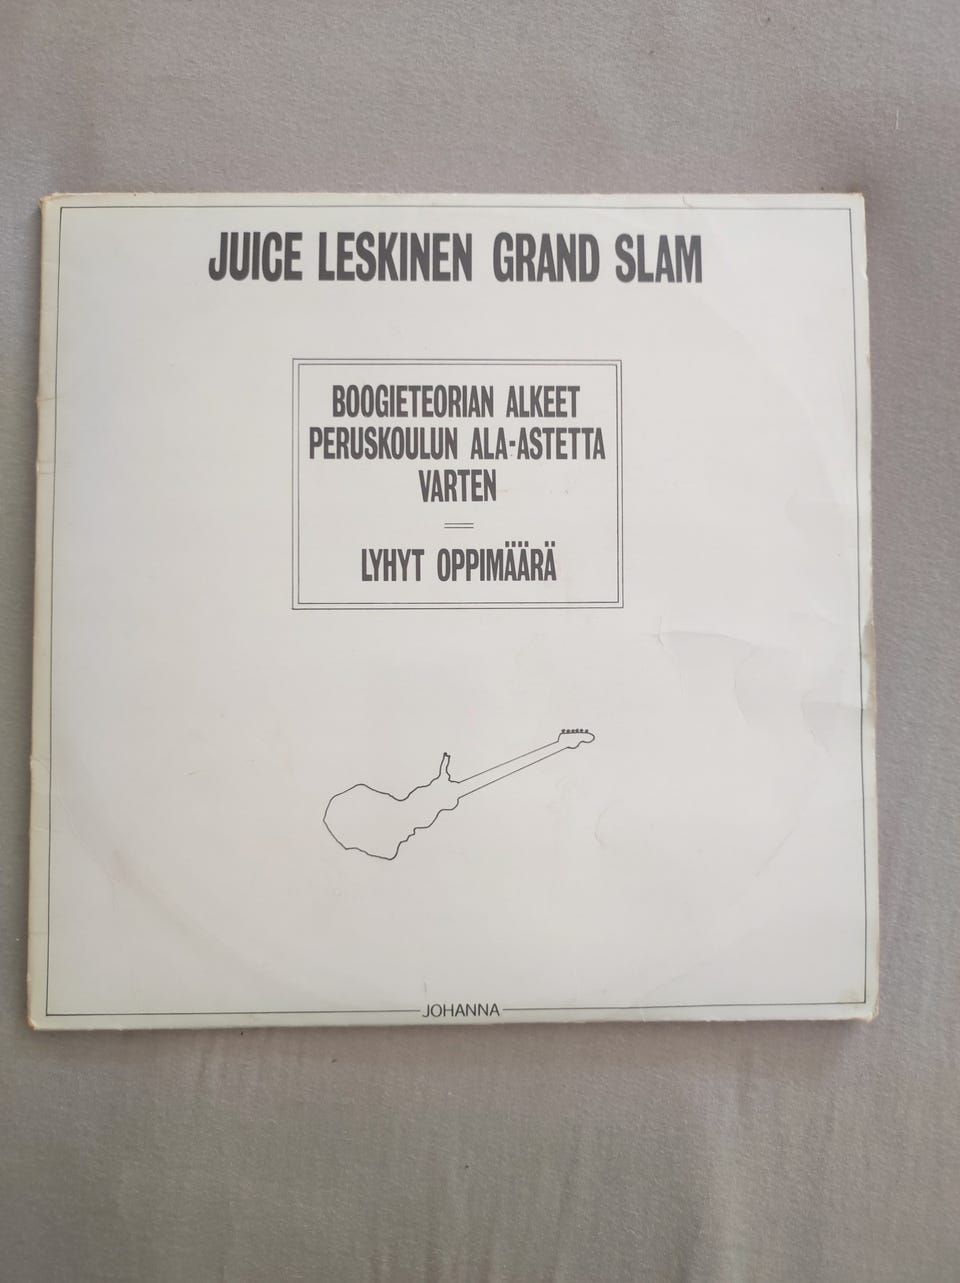 JUICE LESKINEN GRAND SLAM
BOOGIETEORIAN ALKEET
PERUSKOULUN ALA-ASTETTA
VARTEN
LYHYT OPPIMÄÄRÄ
JOHANNA